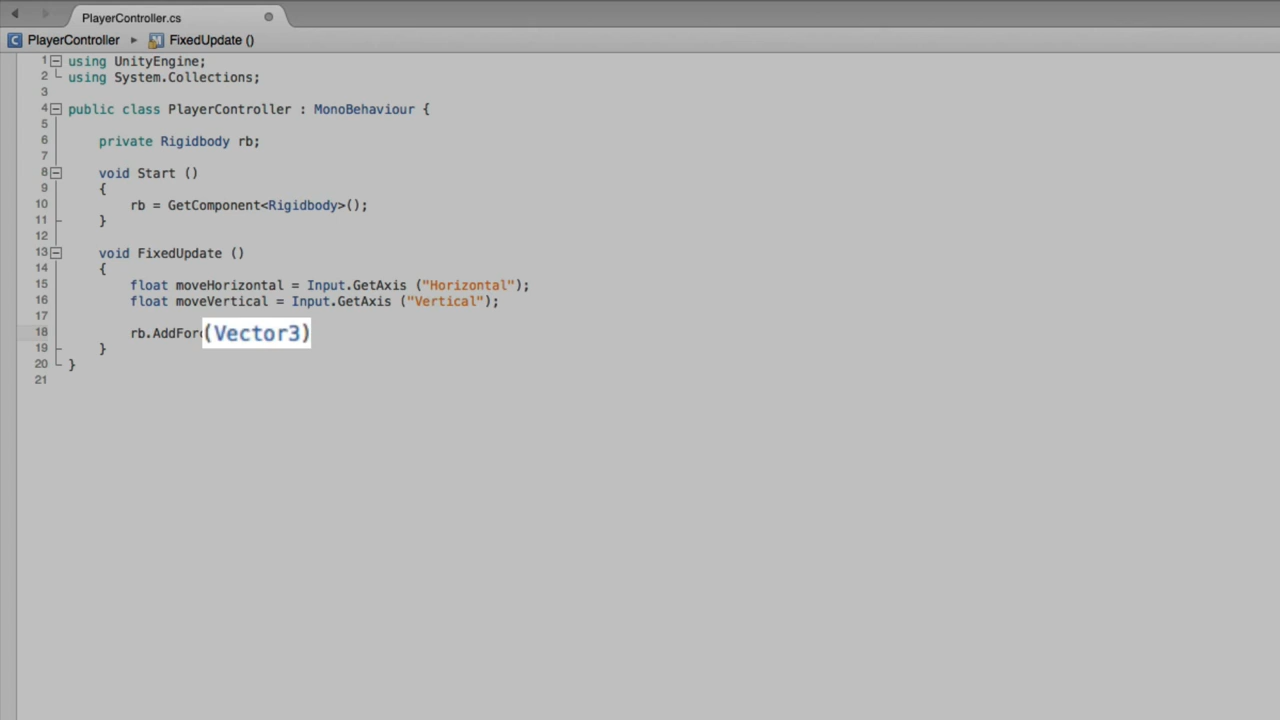 PlayerController.cs
PlayerController ▸ FixedUpdate ()
1 using UnityEngine;
2 using System.Collections;
3
4 public class PlayerController : MonoBehaviour {
5
6 private Rigidbody rb;
7
8 void Start ()
9 {
10 rb = GetComponent<Rigidbody>();
11 }
12
13 void FixedUpdate ()
14 {
15 float moveHorizontal = Input.GetAxis ("Horizontal");
16 float moveVertical = Input.GetAxis ("Vertical");
17
18 rb.AddForc(Vector3)
19 }
20 }
21